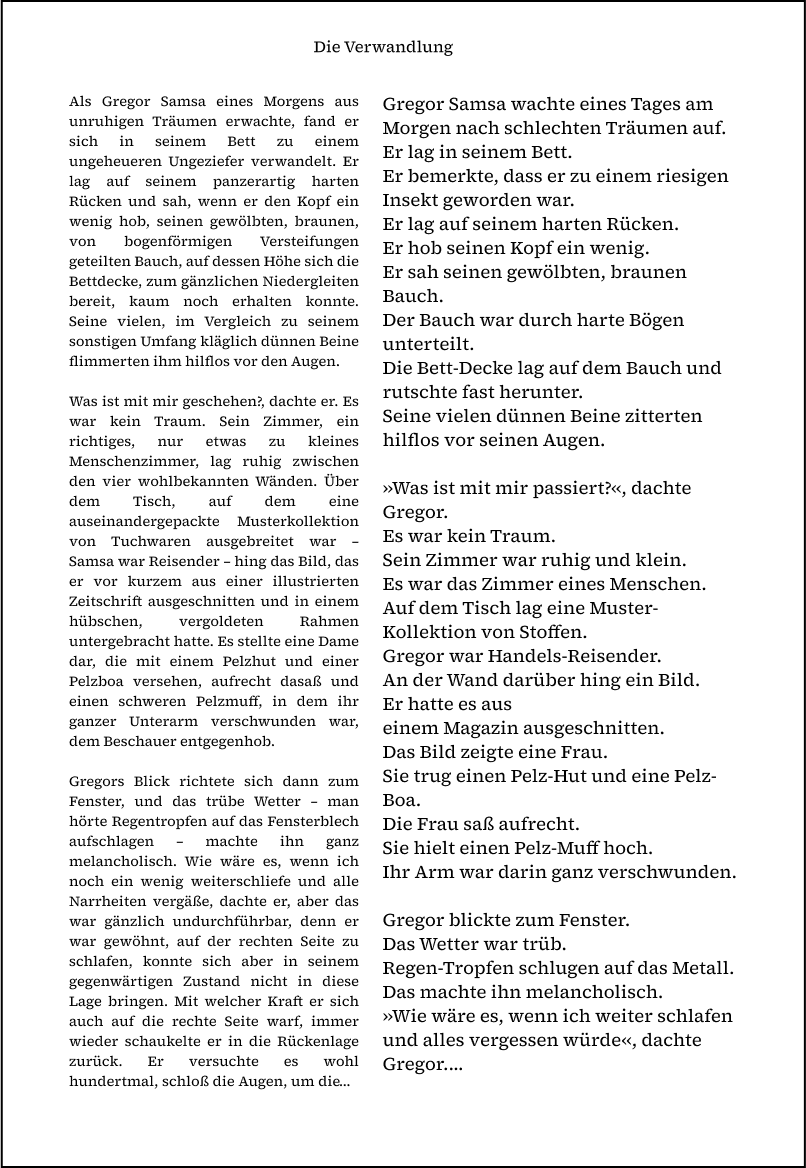 Die Verwandlung
Als Gregor Samsa eines Morgens aus
unruhigen Träumen erwachte, fand er
sich in seinem Bett zu einem
ungeheueren Ungeziefer verwandelt. Er
lag auf seinem panzerartig harten
Rücken und sah, wenn er den Kopf ein
wenig hob, seinen gewölbten, braunen,
von bogenförmigen Versteifungen
geteilten Bauch, auf dessen Höhe sich die
Bettdecke, zum gänzlichen Niedergleiten
bereit, kaum noch erhalten konnte.
Seine vielen, im Vergleich zu seinem
sonstigen Umfang kläglich dünnen Beine
flimmerten ihm hilflos vor den Augen.

Was ist mit mir geschehen?, dachte er. Es
war kein Traum. Sein Zimmer, ein
richtiges, nur etwas zu kleines
Menschenzimmer, lag ruhig zwischen
den vier wohlbekannten Wänden. Über
dem Tisch, auf dem eine
auseinandergepackte Musterkollektion
von Tuchwaren ausgebreitet war –
Samsa war Reisender – hing das Bild, das
er vor kurzem aus einer illustrierten
Zeitschrift ausgeschnitten und in einem
hübschen, vergoldeten Rahmen
untergebracht hatte. Es stellte eine Dame
dar, die mit einem Pelzhut und einer
Pelzboa versehen, aufrecht dasaß und
einen schweren Pelzmuff, in dem ihr
ganzer Unterarm verschwunden war,
dem Beschauer entgegenhob.

Gregors Blick richtete sich dann zum
Fenster, und das trübe Wetter – man
hörte Regentropfen auf das Fensterblech
aufschlagen – machte ihn ganz
melancholisch. Wie wäre es, wenn ich
noch ein wenig weiterschliefe und alle
Narrheiten vergäße, dachte er, aber das
war gänzlich undurchführbar, denn er
war gewöhnt, auf der rechten Seite zu
schlafen, konnte sich aber in seinem
gegenwärtigen Zustand nicht in diese
Lage bringen. Mit welcher Kraft er sich
auch auf die rechte Seite warf, immer
wieder schaukelte er in die Rückenlage
zurück. Er versuchte es wohl
hundertmal, schloß die Augen, um die...

Gregor Samsa wachte eines Tages am
Morgen nach schlechten Träumen auf.
Er lag in seinem Bett.
Er bemerkte, dass er zu einem riesigen
Insekt geworden war.
Er lag auf seinem harten Rücken.
Er hob seinen Kopf ein wenig.
Er sah seinen gewölbten, braunen
Bauch.
Der Bauch war durch harte Bögen
unterteilt.
Die Bett-Decke lag auf dem Bauch und
rutschte fast herunter.
Seine vielen dünnen Beine zitterten
hilflos vor seinen Augen.

»Was ist mit mir passiert?«, dachte
Gregor.
Es war kein Traum.
Sein Zimmer war ruhig und klein.
Es war das Zimmer eines Menschen.
Auf dem Tisch lag eine Muster-
Kollektion von Stoffen.
Gregor war Handels-Reisender.
An der Wand darüber hing ein Bild.
Er hatte es aus
einem Magazin ausgeschnitten.
Das Bild zeigte eine Frau.
Sie trug einen Pelz-Hut und eine Pelz-
Boa.
Die Frau saß aufrecht.
Sie hielt einen Pelz-Muff hoch.
Ihr Arm war darin ganz verschwunden.

Gregor blickte zum Fenster.
Das Wetter war trüb.
Regen-Tropfen schlugen auf das Metall.
Das machte ihn melancholisch.
»Wie wäre es, wenn ich weiter schlafen
und alles vergessen würde«, dachte
Gregor....